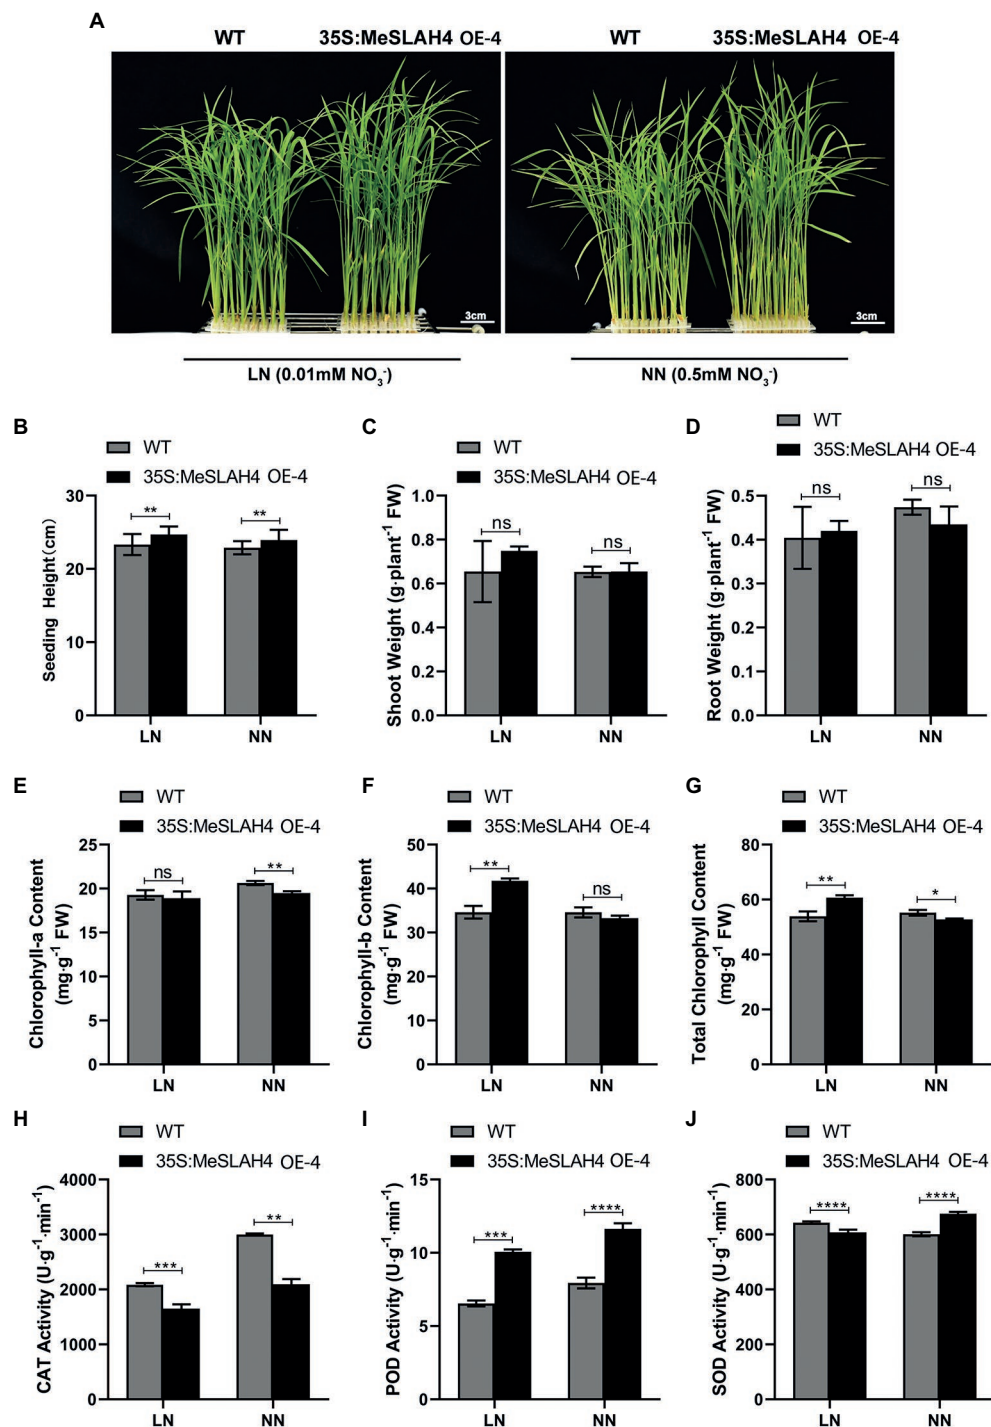 A
WT 35S:MeSLAH4 OE-4 WT 35S:MeSLAH4 OE-4
3cm 3cm
LN (0.01mM NO₃⁻) NN (0.5mM NO₃⁻)
B
WT
35S:MeSLAH4 OE-4
Seeding Height(cm)
30
20
10
0
** **
LN NN
C
WT
35S:MeSLAH4 OE-4
Shoot Weight (g·plant⁻¹ FW)
1.0
0.8
0.6
0.4
0.2
0.0
ns ns
LN NN
D
WT
35S:MeSLAH4 OE-4
Root Weight (g·plant⁻¹ FW)
0.5
0.4
0.3
0.2
0.1
0.0
ns ns
LN NN
E
WT
35S:MeSLAH4 OE-4
Chlorophyll-a Content
(mg·g⁻¹ FW)
25
20
15
10
5
0
ns **
LN NN
F
WT
35S:MeSLAH4 OE-4
Chlorophyll-b Content
(mg·g⁻¹ FW)
50
40
30
20
10
0
** ns
LN NN
G
WT
35S:MeSLAH4 OE-4
Total Chlorophyll Content
(mg·g⁻¹ FW)
80
60
40
20
0
** *
LN NN
H
WT
35S:MeSLAH4 OE-4
CAT Activity (U·g⁻¹·min⁻¹)
4000
3000
2000
1000
0
*** **
LN NN
I
WT
35S:MeSLAH4 OE-4
POD Activity (U·g⁻¹·min⁻¹)
15
10
5
0
*** ****
LN NN
J
WT
35S:MeSLAH4 OE-4
SOD Activity (U·g⁻¹·min⁻¹)
800
600
400
200
0
**** ****
LN NN